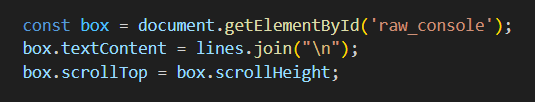 const box = document.getElementById('raw_console');
box.textContent = lines.join("\n");
box.scrollTop = box.scrollHeight;